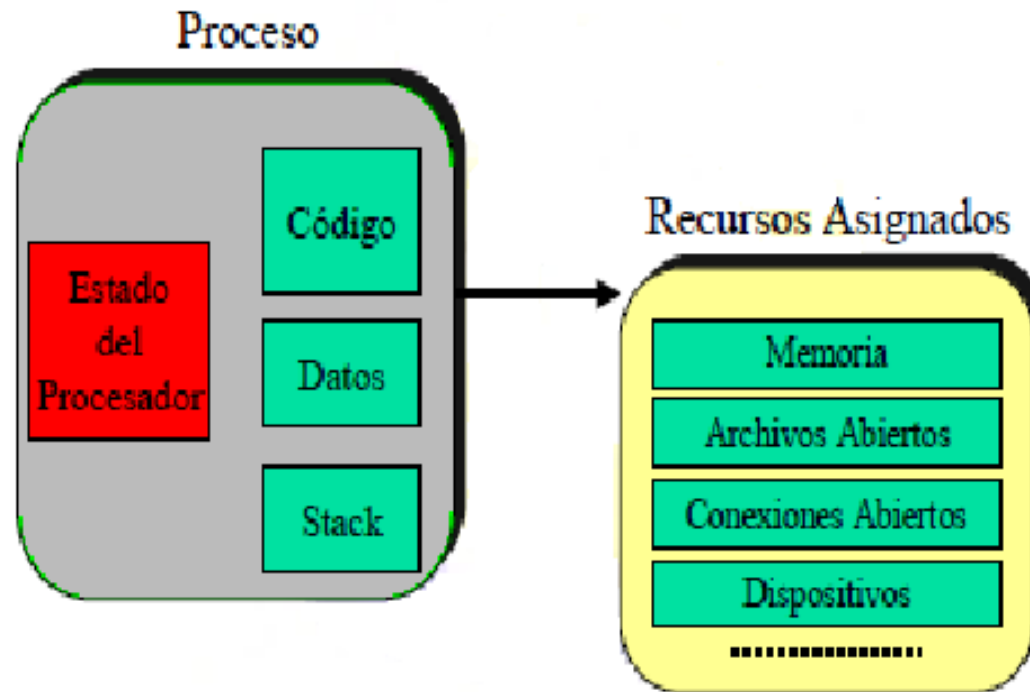 Proceso
Código
Estado
del
Procesador
Datos
Stack
Recursos Asignados
Memoria
Archivos Abiertos
Conexiones Abiertos
Dispositivos